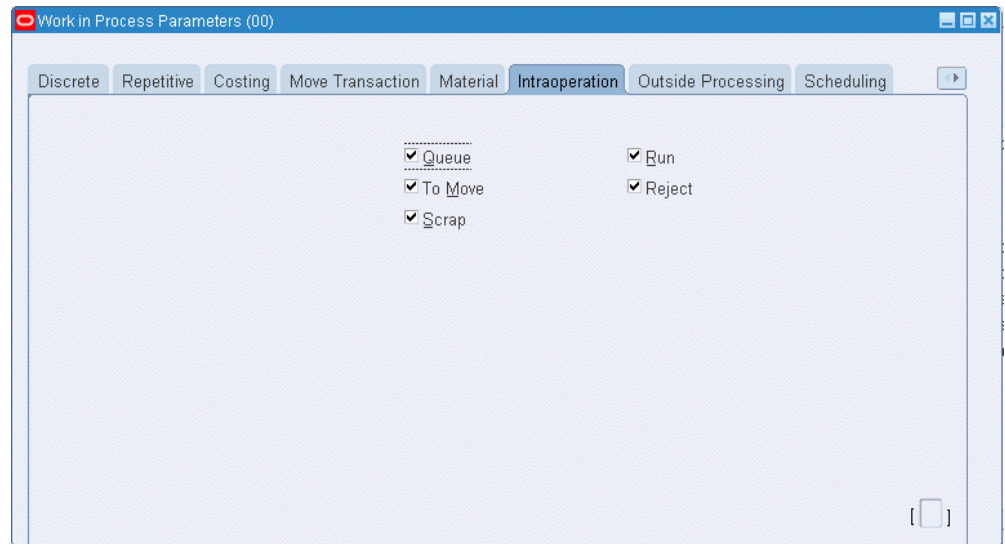 Work in Process Parameters (00)
Discrete Repetitive Costing Move Transaction Material Intraoperation Outside Processing Scheduling
Queue Run
To Move Reject
Scrap
[ ]